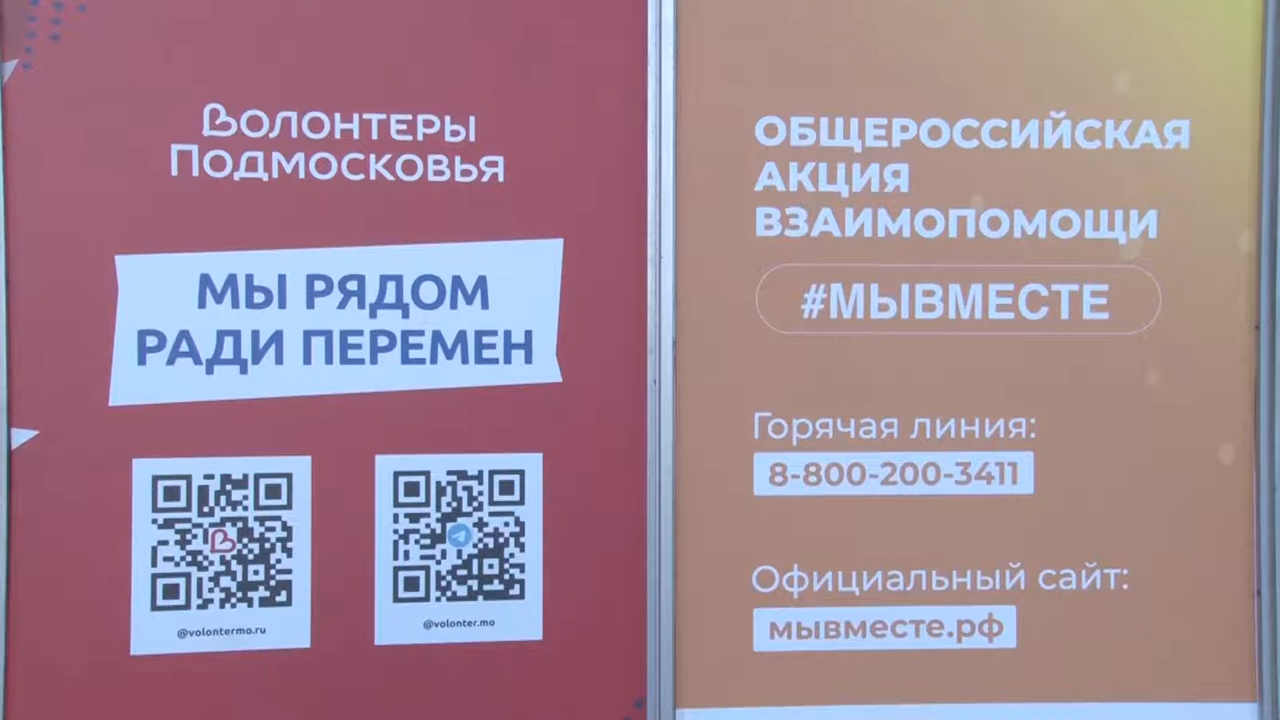 Волонтеры
Подмосковья
МЫ РЯДОМ
РАДИ ПЕРЕМЕН
@volontermo.ru
@volonter.mo
ОБЩЕРОССИЙСКАЯ
АКЦИЯ
ВЗАИМОПОМОЩИ
#МЫВМЕСТЕ
Горячая линия:
8-800-200-3411
Официальный сайт:
мывместе.рф